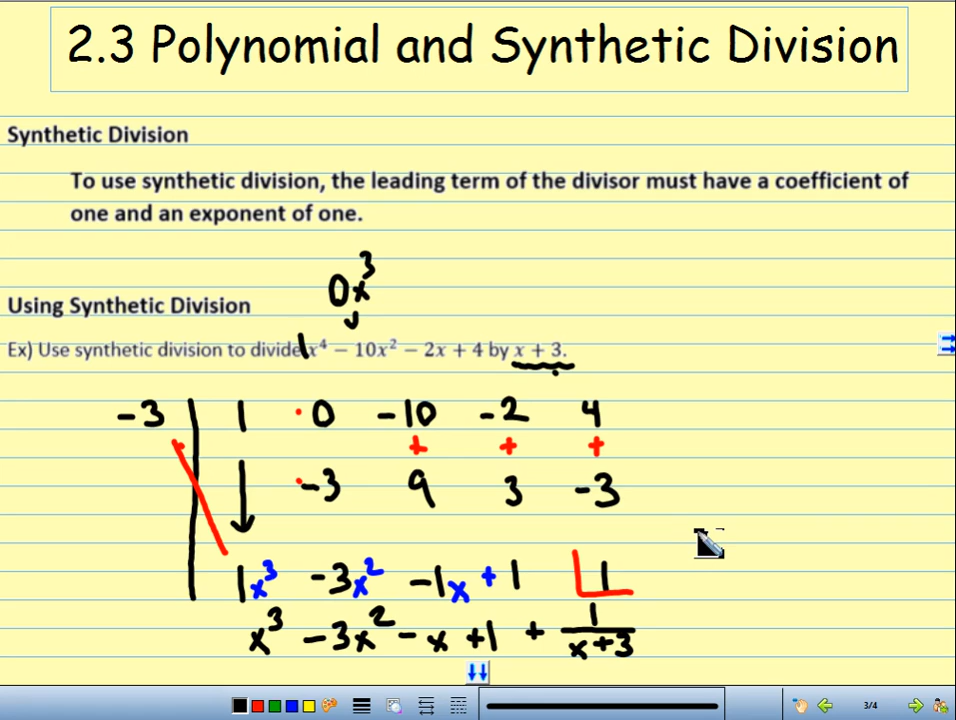 2.3 Polynomial and Synthetic Division
Synthetic Division
To use synthetic division, the leading term of the divisor must have a coefficient of
one and an exponent of one.
0x³
Using Synthetic Division
Ex) Use synthetic division to divide 1x⁴ − 10x² − 2x + 4 by x + 3.
-3 | 1 0 -10 -2 4
+ + +
-3 9 3 -3
1x³ -3x² -1x +1 1
x³ -3x² -x +1 + 1/(x+3)
3/4